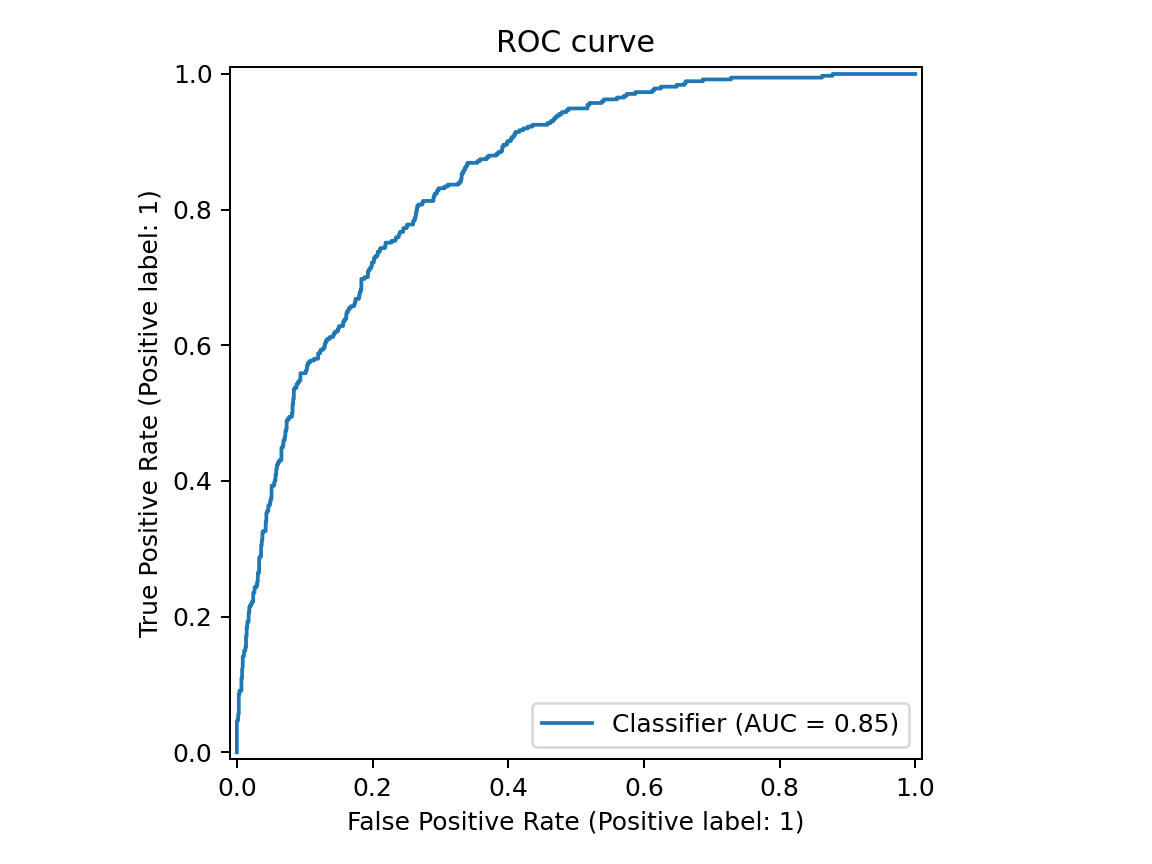 ROC curve
True Positive Rate (Positive label: 1)
1.0
0.8
0.6
0.4
0.2
0.0
Classifier (AUC = 0.85)
0.0 0.2 0.4 0.6 0.8 1.0
False Positive Rate (Positive label: 1)